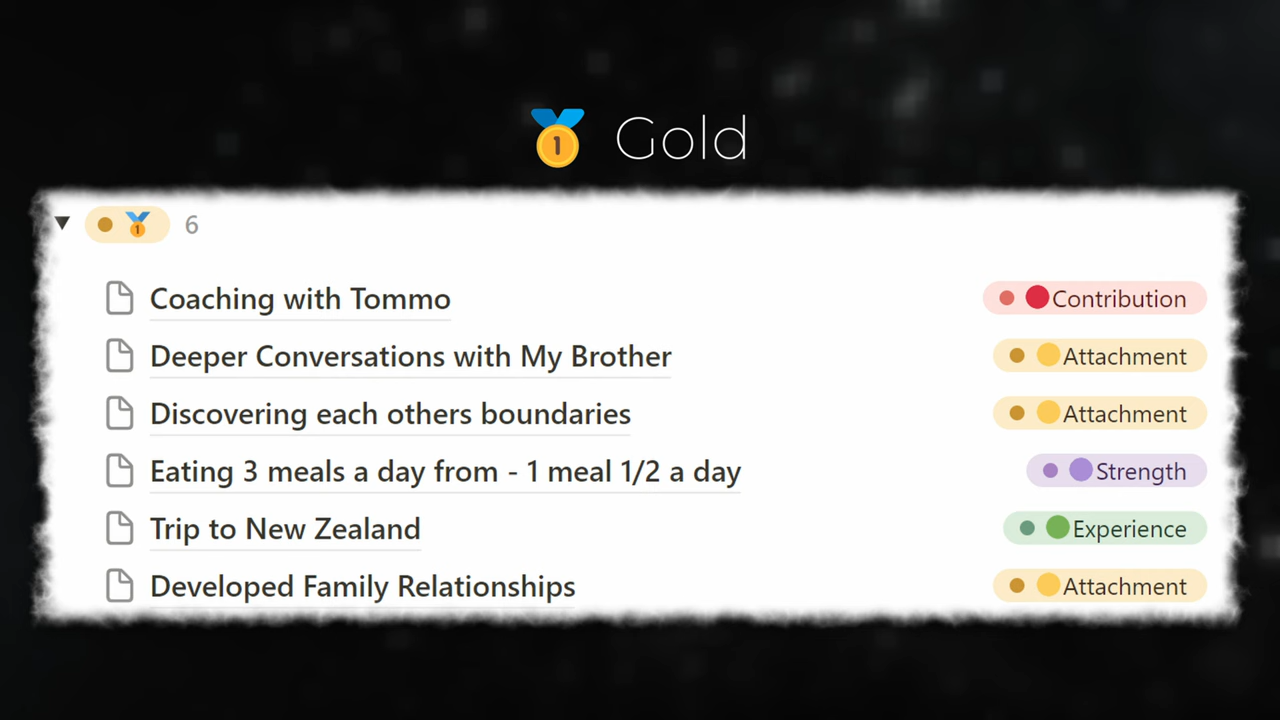 Gold
6
Coaching with Tommo
Contribution
Deeper Conversations with My Brother
Attachment
Discovering each others boundaries
Attachment
Eating 3 meals a day from - 1 meal 1/2 a day
Strength
Trip to New Zealand
Experience
Developed Family Relationships
Attachment